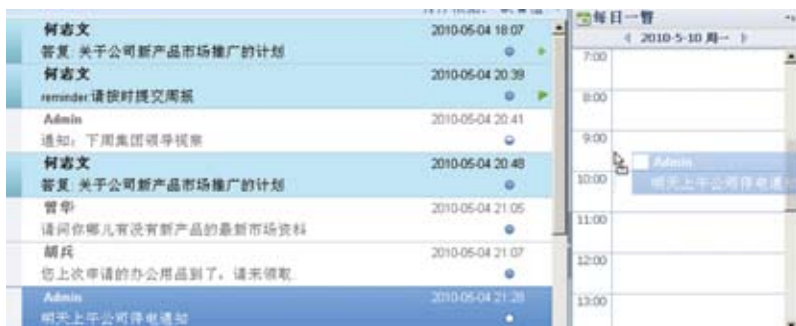 何志文
2010-05-04 18:07
答复:关于公司新产品市场推广的计划
何志文
2010-05-04 20:39
reminder:请按时提交周报
Admin
2010-05-04 20:41
通知:下周集团领导视察
何志文
2010-05-04 20:48
答复:关于公司新产品市场推广的计划
曾华
2010-05-04 21:05
请问你哪儿有没有新产品的最新市场资料
胡兵
2010-05-04 21:07
您上次申请的办公用品到了,请来领取
Admin
2010-05-04 21:28
明天上午公司停电通知
每日一瞥
2010-5-10 周一
7:00
8:00
9:00
Admin
明天上午公司停电通
10:00
11:00
12:00
13:00